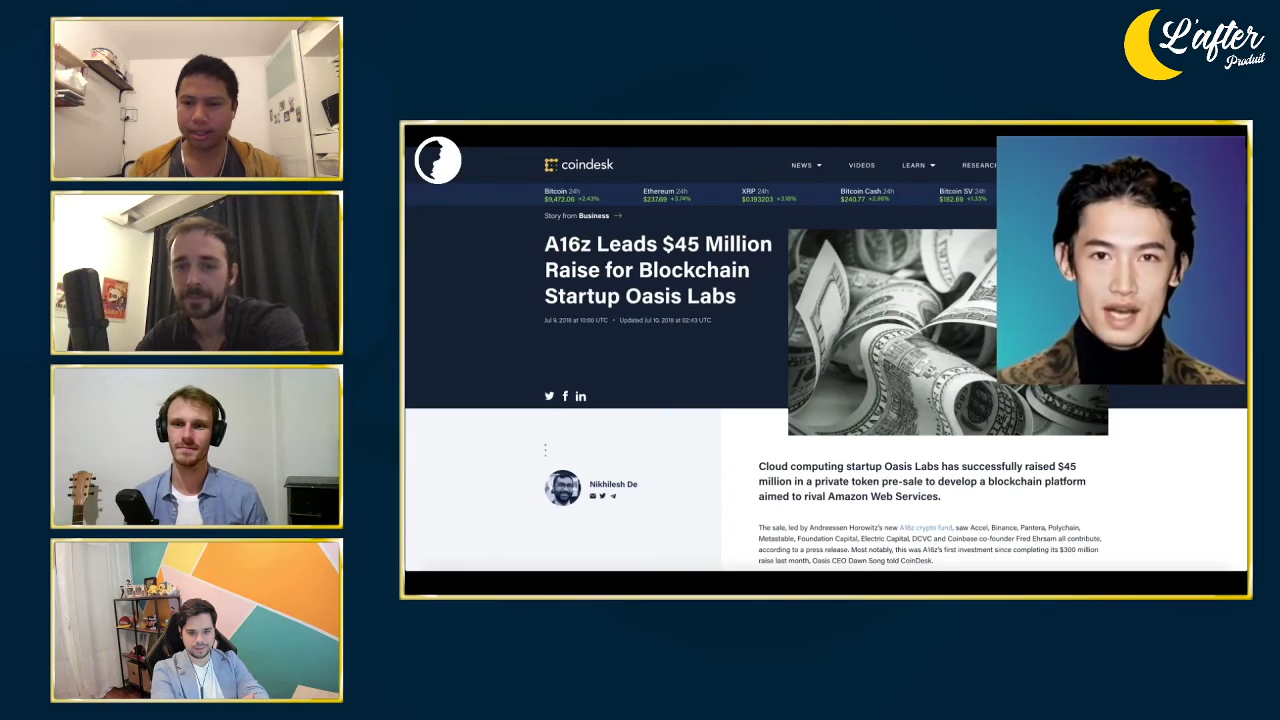 L'after
Produit
coindesk
NEWS
VIDEOS
LEARN
RESEARCH
Bitcoin 24h
$9,472.06 +2.43%
Ethereum 24h
$237.69 +3.74%
XRP 24h
$0.193203 +3.16%
Bitcoin Cash 24h
$240.77 +2.95%
Bitcoin SV 24h
$182.69 +1.33%
Story from Business
A16z Leads $45 Million
Raise for Blockchain
Startup Oasis Labs
Jul 9, 2018 at 10:00 UTC • Updated Jul 10, 2018 at 02:43 UTC
Nikhilesh De
Cloud computing startup Oasis Labs has successfully raised $45
million in a private token pre-sale to develop a blockchain platform
aimed to rival Amazon Web Services.
The sale, led by Andreessen Horowitz's new A16z crypto fund, saw Accel, Binance, Pantera, Polychain,
Metastable, Foundation Capital, Electric Capital, DCVC and Coinbase co-founder Fred Ehrsam all contribute,
according to a press release. Most notably, this was A16z's first investment since completing its $300 million
raise last month, Oasis CEO Dawn Song told CoinDesk.